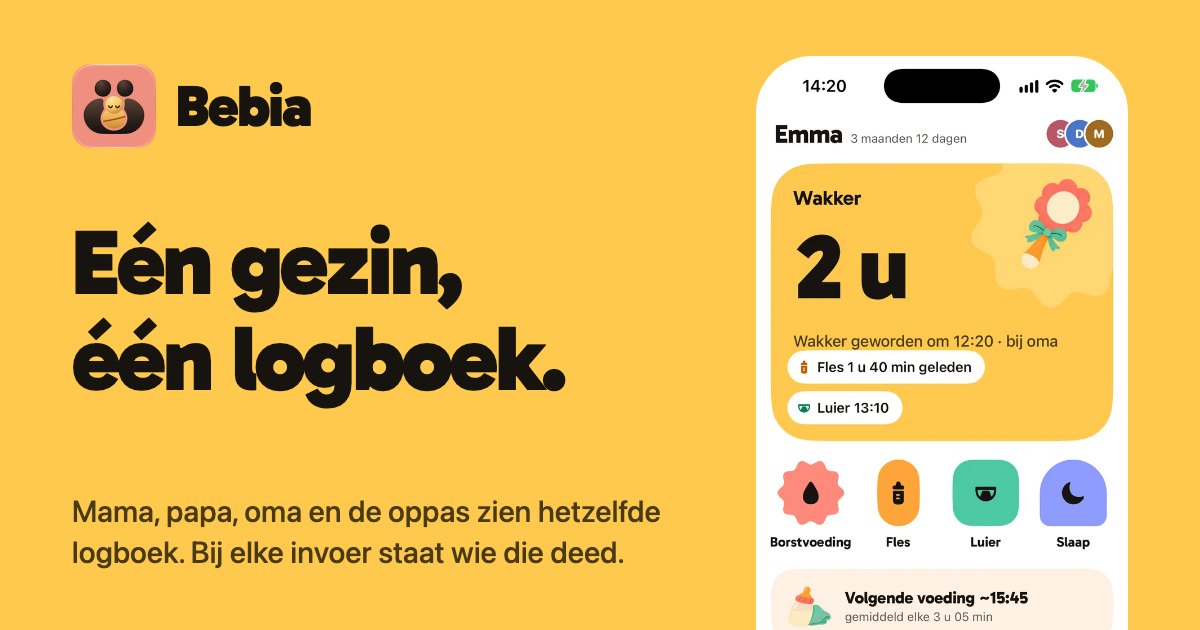 Bebia
Eén gezin,
één logboek.
Mama, papa, oma en de oppas zien hetzelfde
logboek. Bij elke invoer staat wie die deed.
14:20
Emma 3 maanden 12 dagen
S D M
Wakker
2 u
Wakker geworden om 12:20 · bij oma
Fles 1 u 40 min geleden
Luier 13:10
Borstvoeding Fles Luier Slaap
Volgende voeding ~15:45
gemiddeld elke 3 u 05 min